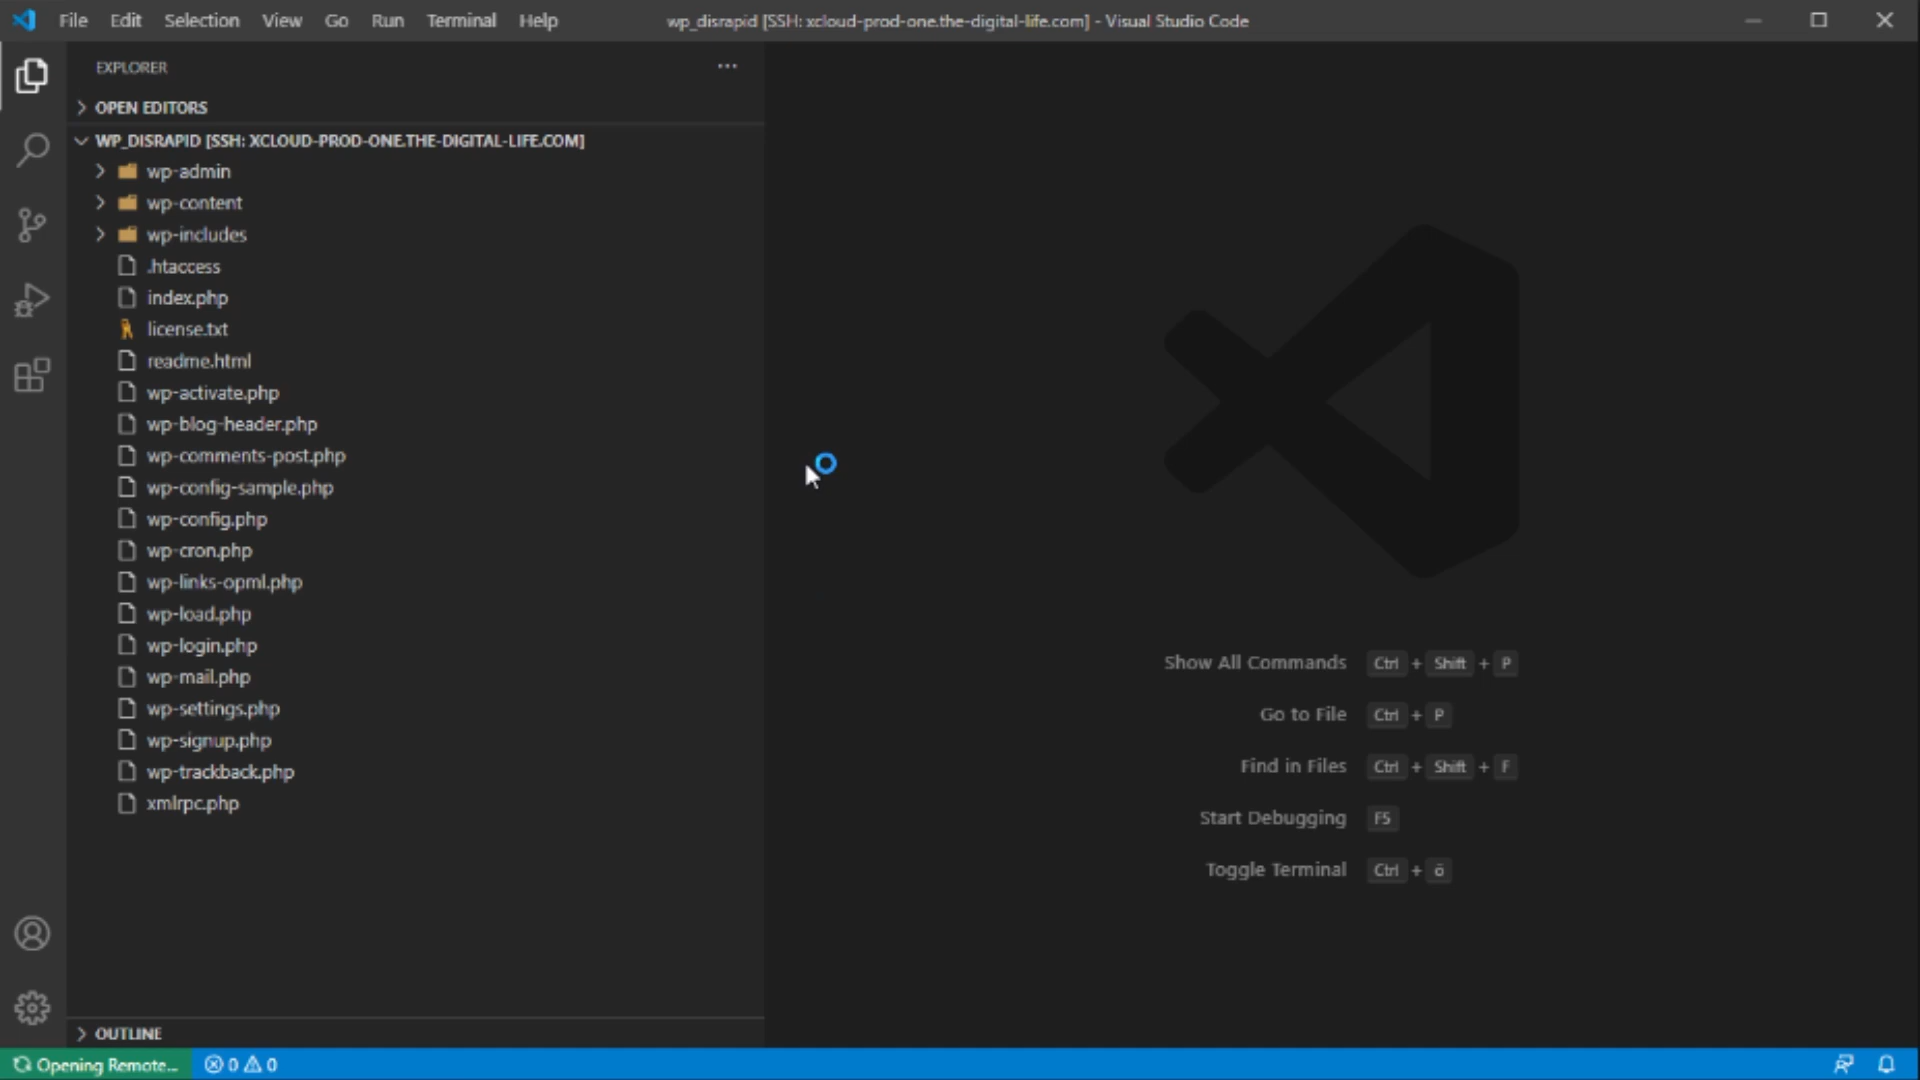 File Edit Selection View Go Run Terminal Help wp_disrapid [SSH: xcloud-prod-one.the-digital-life.com] - Visual Studio Code
EXPLORER
OPEN EDITORS
WP_DISRAPID [SSH: XCLOUD-PROD-ONE.THE-DIGITAL-LIFE.COM]
wp-admin
wp-content
wp-includes
.htaccess
index.php
license.txt
readme.html
wp-activate.php
wp-blog-header.php
wp-comments-post.php
wp-config-sample.php
wp-config.php
wp-cron.php
wp-links-opml.php
wp-load.php
wp-login.php
wp-mail.php
wp-settings.php
wp-signup.php
wp-trackback.php
xmlrpc.php
Show All Commands Ctrl + Shift + P
Go to File Ctrl + P
Find in Files Ctrl + Shift + F
Start Debugging F5
Toggle Terminal Ctrl + ö
OUTLINE
Opening Remote... 0 0